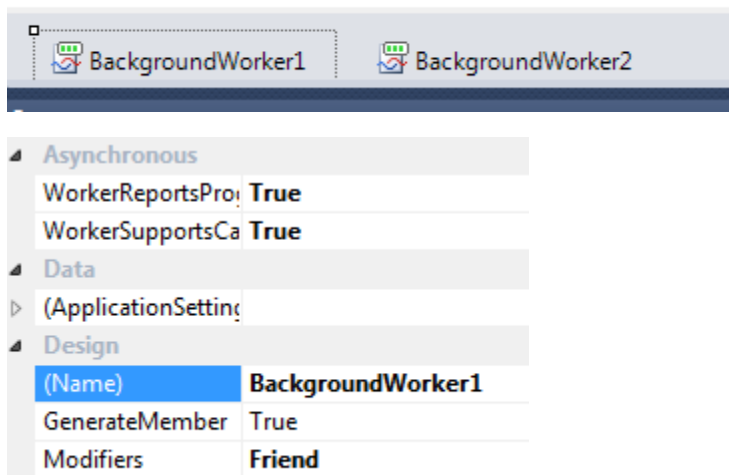 BackgroundWorker1 BackgroundWorker2
Asynchronous
WorkerReportsPro True
WorkerSupportsCa True
Data
(ApplicationSetting
Design
(Name) BackgroundWorker1
GenerateMember True
Modifiers Friend